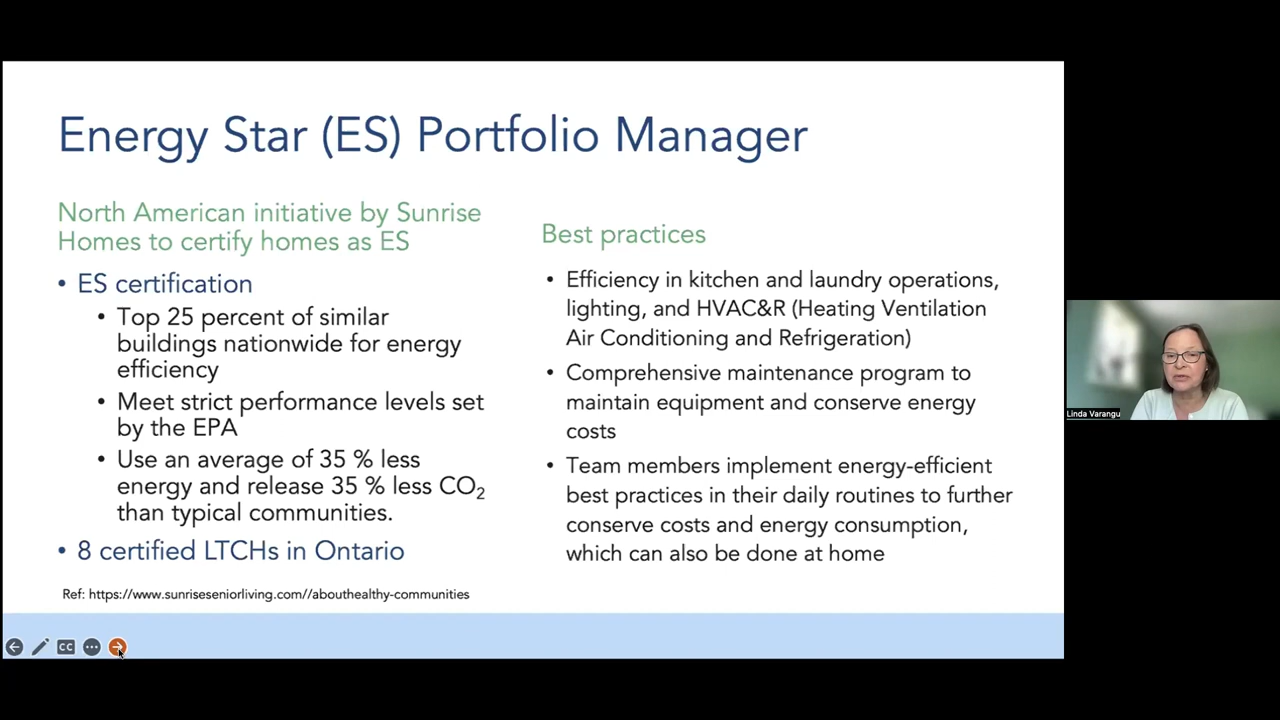 Energy Star (ES) Portfolio Manager
North American initiative by Sunrise
Homes to certify homes as ES
• ES certification
• Top 25 percent of similar
buildings nationwide for energy
efficiency
• Meet strict performance levels set
by the EPA
• Use an average of 35 % less
energy and release 35 % less CO₂
than typical communities.
• 8 certified LTCHs in Ontario
Ref: https://www.sunriseseniorliving.com//abouthealthy-communities
Best practices
• Efficiency in kitchen and laundry operations,
lighting, and HVAC&R (Heating Ventilation
Air Conditioning and Refrigeration)
• Comprehensive maintenance program to
maintain equipment and conserve energy
costs
• Team members implement energy-efficient
best practices in their daily routines to further
conserve costs and energy consumption,
which can also be done at home
CC
Linda Varangu